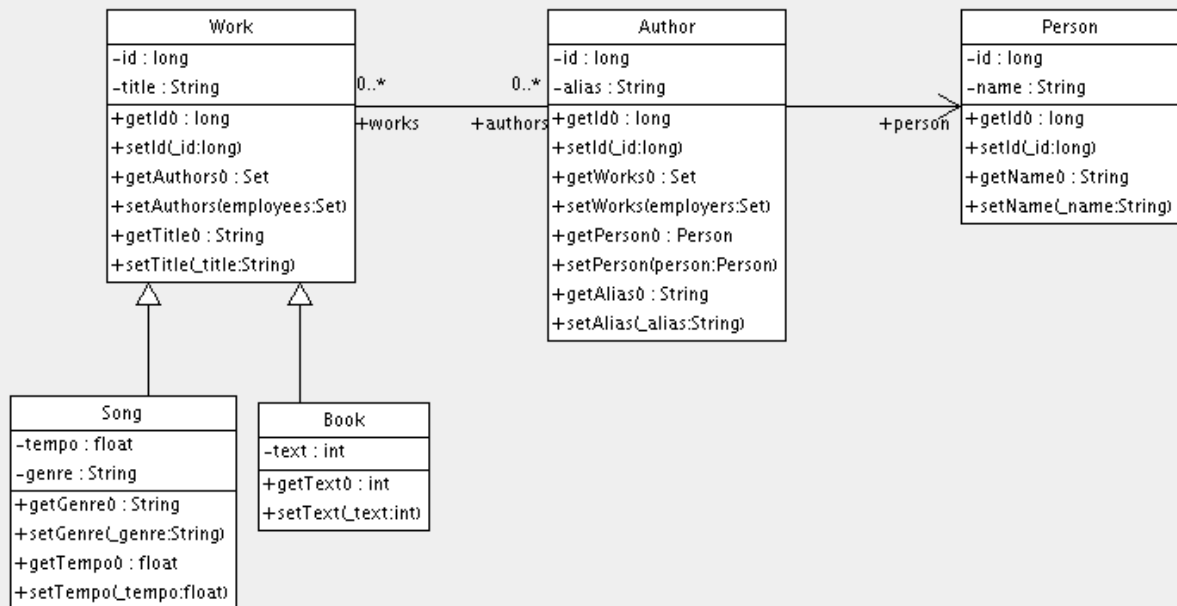 Work
-id : long
-title : String
+getId() : long
+setId(_id:long)
+getAuthors() : Set
+setAuthors(employees:Set)
+getTitle() : String
+setTitle(_title:String)
0..*
+works
0..*
+authors
Author
-id : long
-alias : String
+getId() : long
+setId(_id:long)
+getWorks() : Set
+setWorks(employers:Set)
+getPerson() : Person
+setPerson(person:Person)
+getAlias() : String
+setAlias(_alias:String)
+person
Person
-id : long
-name : String
+getId() : long
+setId(_id:long)
+getName() : String
+setName(_name:String)
Song
-tempo : float
-genre : String
+getGenre() : String
+setGenre(_genre:String)
+getTempo() : float
+setTempo(_tempo:float)
Book
-text : int
+getText() : int
+setText(_text:int)